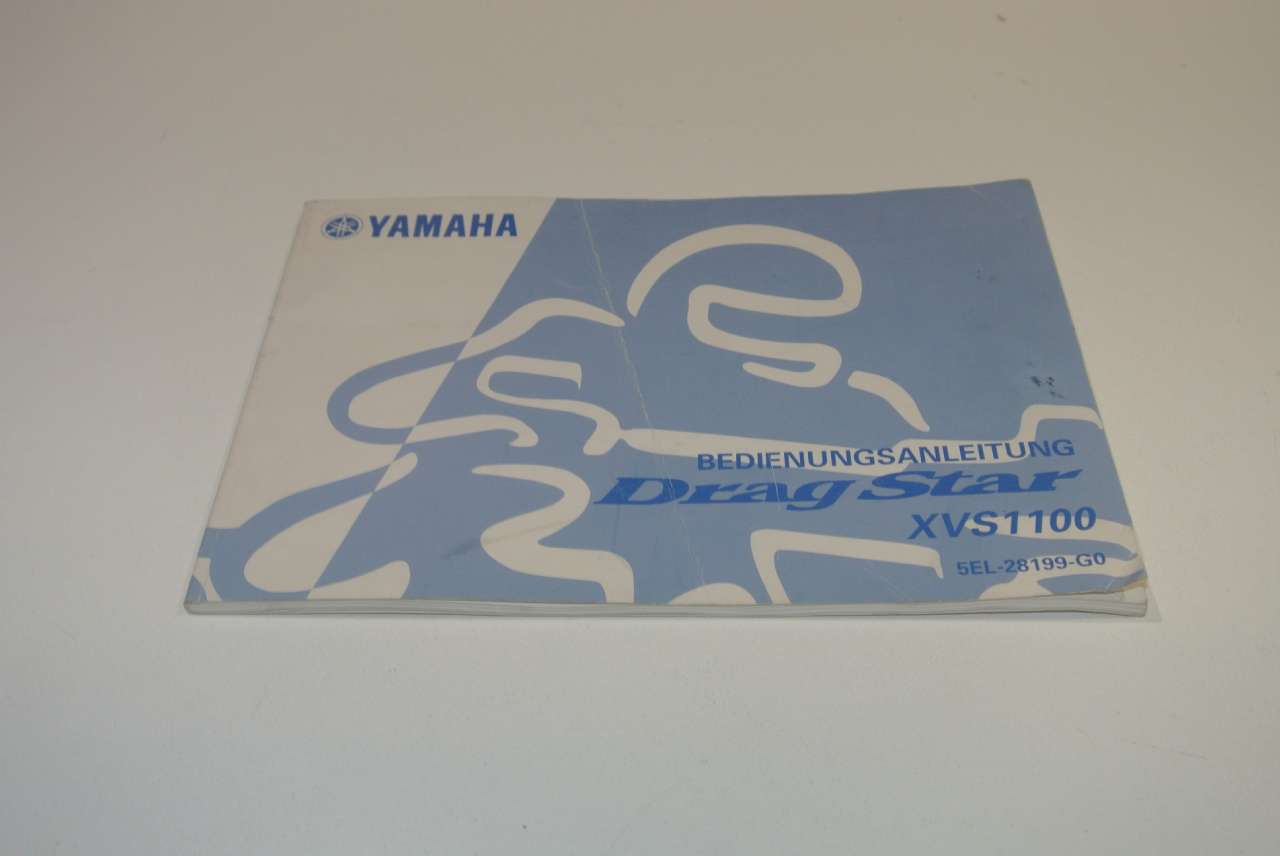 YAMAHA
BEDIENUNGSANLEITUNG
Drag Star
XVS1100
5EL-28199-G0